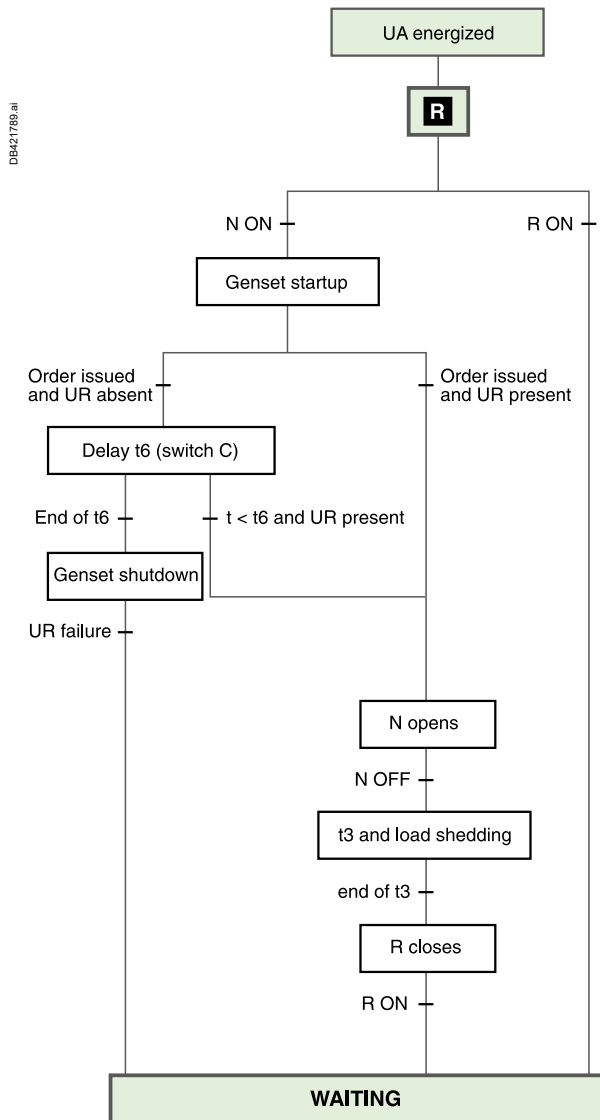 UA energized
R
DB421789.ai
N ON
R ON
Genset startup
Order issued
and UR absent
Order issued
and UR present
Delay t6 (switch C)
End of t6
t < t6 and UR present
Genset shutdown
UR failure
N opens
N OFF
t3 and load shedding
end of t3
R closes
R ON
WAITING